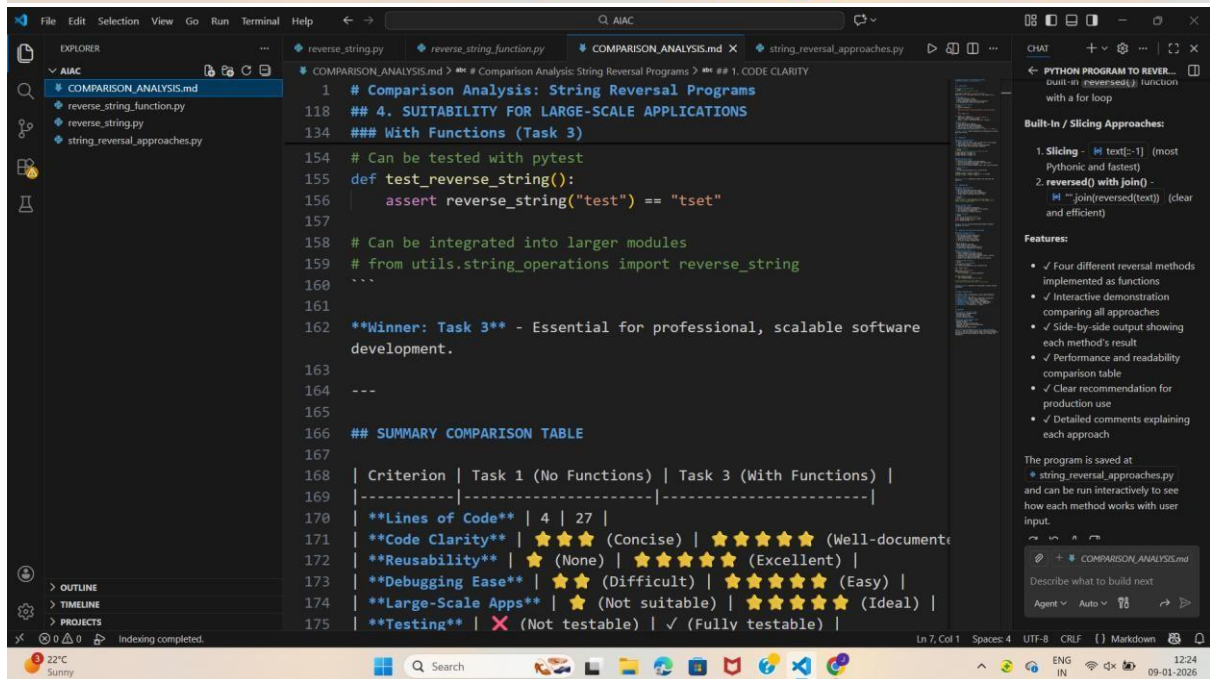 File Edit Selection View Go Run Terminal Help
AIAC
EXPLORER
AIAC
COMPARISON_ANALYSIS.md
reverse_string_function.py
reverse_string.py
string_reversal_approaches.py
OUTLINE
TIMELINE
PROJECTS
reverse_string.py reverse_string_function.py COMPARISON_ANALYSIS.md string_reversal_approaches.py
COMPARISON_ANALYSIS.md > # Comparison Analysis: String Reversal Programs > ## 1. CODE CLARITY
1 # Comparison Analysis: String Reversal Programs
118 ## 4. SUITABILITY FOR LARGE-SCALE APPLICATIONS
134 ### With Functions (Task 3)
154 # Can be tested with pytest
155 def test_reverse_string():
156 assert reverse_string("test") == "tset"
157
158 # Can be integrated into larger modules
159 # from utils.string_operations import reverse_string
160 ```
161
162 **Winner: Task 3** - Essential for professional, scalable software
development.
163
164 ---
165
166 ## SUMMARY COMPARISON TABLE
167
168 | Criterion | Task 1 (No Functions) | Task 3 (With Functions) |
169 |-----------|----------------------|------------------------|
170 | **Lines of Code** | 4 | 27 |
171 | **Code Clarity** | ⭐⭐⭐ (Concise) | ⭐⭐⭐⭐⭐ (Well-documente
172 | **Reusability** | ⭐ (None) | ⭐⭐⭐⭐⭐ (Excellent) |
173 | **Debugging Ease** | ⭐⭐ (Difficult) | ⭐⭐⭐⭐⭐ (Easy) |
174 | **Large-Scale Apps** | ⭐ (Not suitable) | ⭐⭐⭐⭐⭐ (Ideal) |
175 | **Testing** | ❌ (Not testable) | ✓ (Fully testable) |
CHAT
PYTHON PROGRAM TO REVER...
built-in reversed() function
with a for loop
Built-In / Slicing Approaches:
1. Slicing - text[::-1] (most
Pythonic and fastest)
2. reversed() with join() -
"".join(reversed(text)) (clear
and efficient)
Features:
• ✓ Four different reversal methods
implemented as functions
• ✓ Interactive demonstration
comparing all approaches
• ✓ Side-by-side output showing
each method's result
• ✓ Performance and readability
comparison table
• ✓ Clear recommendation for
production use
• ✓ Detailed comments explaining
each approach
The program is saved at
string_reversal_approaches.py
and can be run interactively to see
how each method works with user
input.
COMPARISON_ANALYSIS.md
Describe what to build next
Agent Auto
0 0 Indexing completed.
Ln 7, Col 1 Spaces: 4 UTF-8 CRLF {} Markdown
3
22°C
Sunny
Search
ENG
IN
12:24
09-01-2026